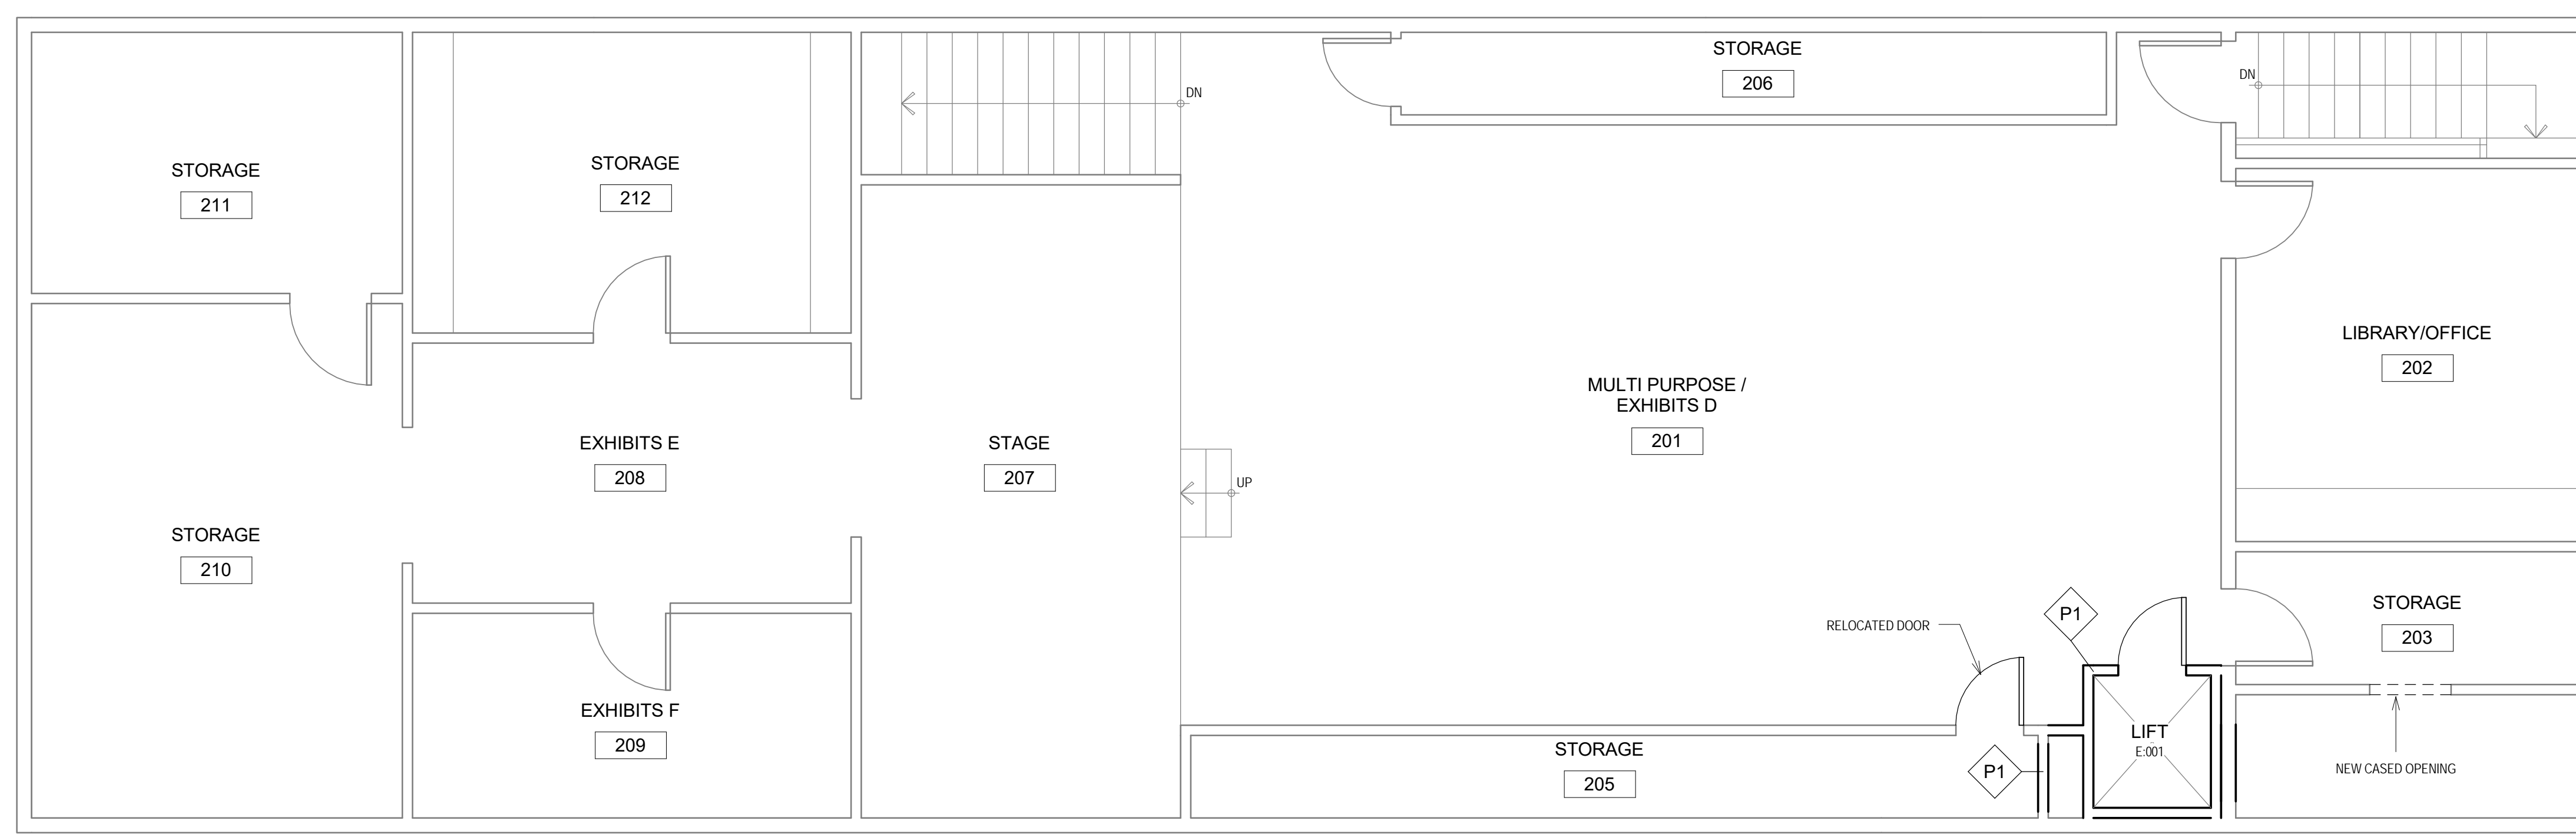 STORAGE
206
DN
DN
STORAGE
211
STORAGE
212
LIBRARY/OFFICE
202
MULTI PURPOSE /
EXHIBITS D
201
EXHIBITS E
208
STAGE
207
UP
STORAGE
210
P1
RELOCATED DOOR
STORAGE
203
EXHIBITS F
209
STORAGE
205
P1
LIFT
E:001
NEW CASED OPENING